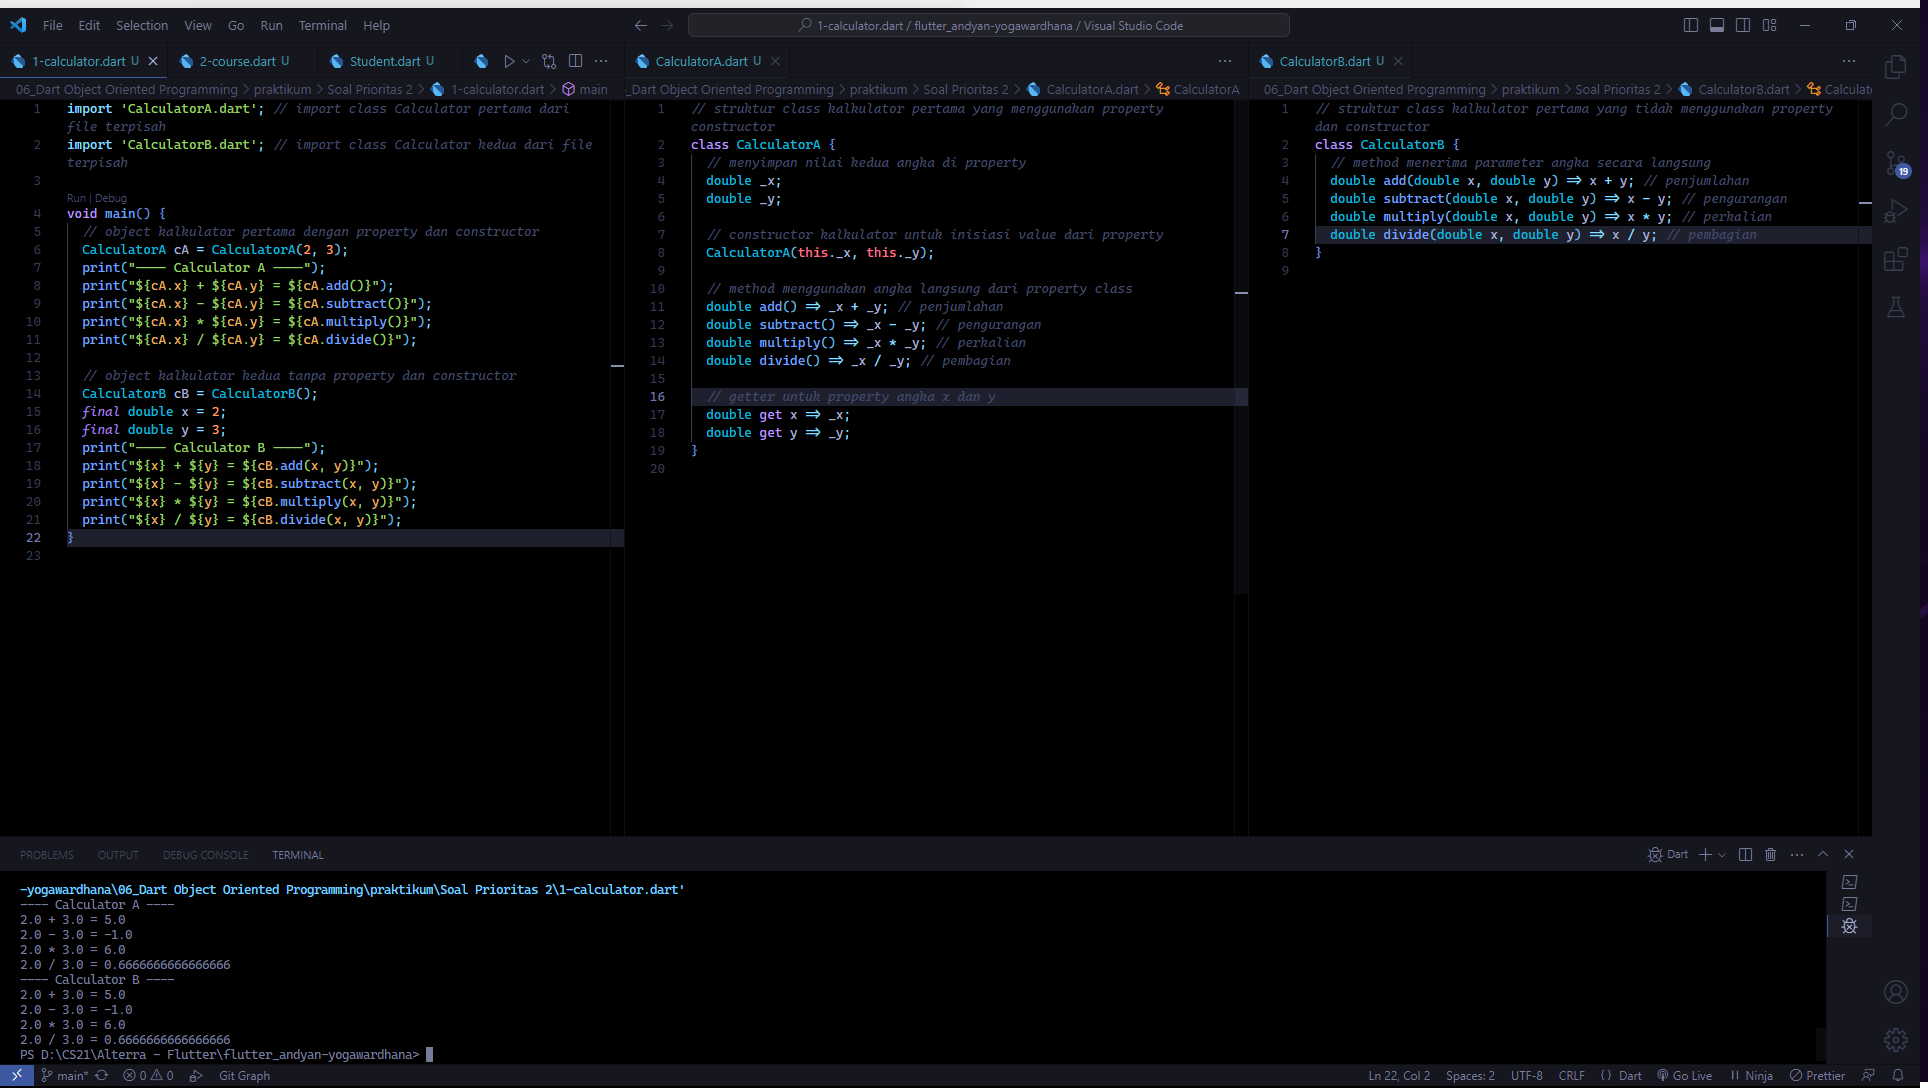 File Edit Selection View Go Run Terminal Help
1-calculator.dart / flutter_andyan-yogawardhana / Visual Studio Code
1-calculator.dart U
2-course.dart U
Student.dart U
06_Dart Object Oriented Programming > praktikum > Soal Prioritas 2 > 1-calculator.dart > main
1 import 'CalculatorA.dart'; // import class Calculator pertama dari
file terpisah
2 import 'CalculatorB.dart'; // import class Calculator kedua dari file
terpisah
3
Run | Debug
4 void main() {
5 // object kalkulator pertama dengan property dan constructor
6 CalculatorA cA = CalculatorA(2, 3);
7 print("---- Calculator A ----");
8 print("${cA.x} + ${cA.y} = ${cA.add()}");
9 print("${cA.x} - ${cA.y} = ${cA.subtract()}");
10 print("${cA.x} * ${cA.y} = ${cA.multiply()}");
11 print("${cA.x} / ${cA.y} = ${cA.divide()}");
12
13 // object kalkulator kedua tanpa property dan constructor
14 CalculatorB cB = CalculatorB();
15 final double x = 2;
16 final double y = 3;
17 print("---- Calculator B ----");
18 print("${x} + ${y} = ${cB.add(x, y)}");
19 print("${x} - ${y} = ${cB.subtract(x, y)}");
20 print("${x} * ${y} = ${cB.multiply(x, y)}");
21 print("${x} / ${y} = ${cB.divide(x, y)}");
22 }
23
CalculatorA.dart U
_Dart Object Oriented Programming > praktikum > Soal Prioritas 2 > CalculatorA.dart > CalculatorA
1 // struktur class kalkulator pertama yang menggunakan property
constructor
2 class CalculatorA {
3 // menyimpan nilai kedua angka di property
4 double _x;
5 double _y;
6
7 // constructor kalkulator untuk inisiasi value dari property
8 CalculatorA(this._x, this._y);
9
10 // method menggunakan angka langsung dari property class
11 double add() => _x + _y; // penjumlahan
12 double subtract() => _x - _y; // pengurangan
13 double multiply() => _x * _y; // perkalian
14 double divide() => _x / _y; // pembagian
15
16 // getter untuk property angka x dan y
17 double get x => _x;
18 double get y => _y;
19 }
20
CalculatorB.dart U
06_Dart Object Oriented Programming > praktikum > Soal Prioritas 2 > CalculatorB.dart > Calculat
1 // struktur class kalkulator pertama yang tidak menggunakan property
dan constructor
2 class CalculatorB {
3 // method menerima parameter angka secara langsung
4 double add(double x, double y) => x + y; // penjumlahan
5 double subtract(double x, double y) => x - y; // pengurangan
6 double multiply(double x, double y) => x * y; // perkalian
7 double divide(double x, double y) => x / y; // pembagian
8 }
9
19
PROBLEMS OUTPUT DEBUG CONSOLE TERMINAL
Dart
-yogawardhana\06_Dart Object Oriented Programming\praktikum\Soal Prioritas 2\1-calculator.dart'
---- Calculator A ----
2.0 + 3.0 = 5.0
2.0 - 3.0 = -1.0
2.0 * 3.0 = 6.0
2.0 / 3.0 = 0.6666666666666666
---- Calculator B ----
2.0 + 3.0 = 5.0
2.0 - 3.0 = -1.0
2.0 * 3.0 = 6.0
2.0 / 3.0 = 0.6666666666666666
PS D:\CS21\Alterra - Flutter\flutter_andyan-yogawardhana>
main* 0 0 Git Graph
Ln 22, Col 2 Spaces: 2 UTF-8 CRLF { } Dart Go Live Ninja Prettier